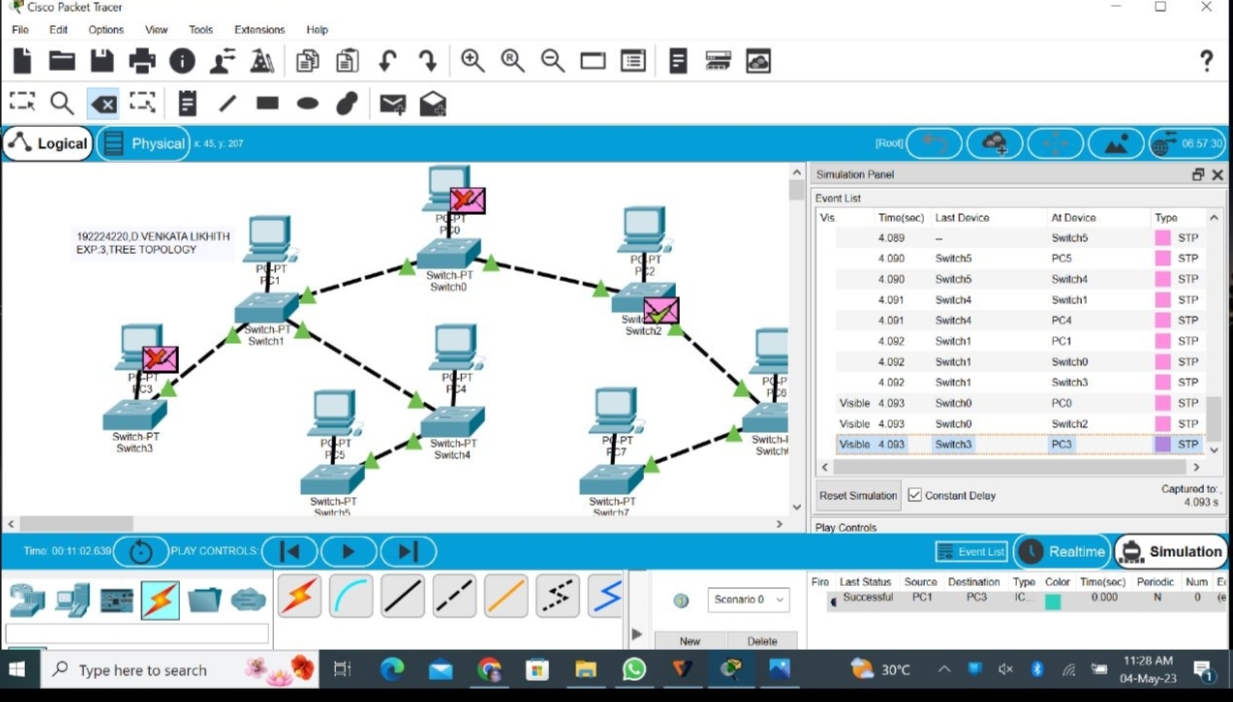 Cisco Packet Tracer
File Edit Options View Tools Extensions Help
Logical Physical x: 45, y: 207 [Root] 06:57:30
192224220,D.VENKATA LIKHITH
EXP:3,TREE TOPOLOGY
PC-PT
PC0
Switch-PT
Switch0
PC-PT
PC1
Switch-PT
Switch1
PC-PT
PC2
Switch2
PC-PT
PC3
Switch-PT
Switch3
PC-PT
PC4
Switch-PT
Switch4
PC-PT
PC5
Switch-PT
Switch5
PC-P
PC6
Switch-
Switch
PC-PT
PC7
Switch-PT
Switch7
Simulation Panel
Event List
Vis. Time(sec) Last Device At Device Type
4.089 -- Switch5 STP
4.090 Switch5 PC5 STP
4.090 Switch5 Switch4 STP
4.091 Switch4 Switch1 STP
4.091 Switch4 PC4 STP
4.092 Switch1 PC1 STP
4.092 Switch1 Switch0 STP
4.092 Switch1 Switch3 STP
Visible 4.093 Switch0 PC0 STP
Visible 4.093 Switch0 Switch2 STP
Visible 4.093 Switch3 PC3 STP
Reset Simulation Constant Delay Captured to:
4.093 s
Play Controls
Time: 00:11:02.639 PLAY CONTROLS: Event List Realtime Simulation
Scenario 0
New Delete
Fire Last Status Source Destination Type Color Time(sec) Periodic Num
Successful PC1 PC3 IC... 0.000 N 0
Type here to search
30°C
11:28 AM
04-May-23
1